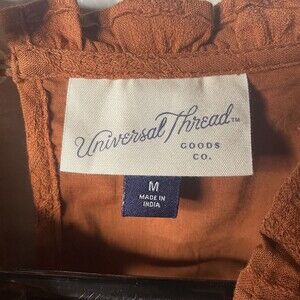 Universal Thread™
GOODS
CO.
M
MADE IN
INDIA